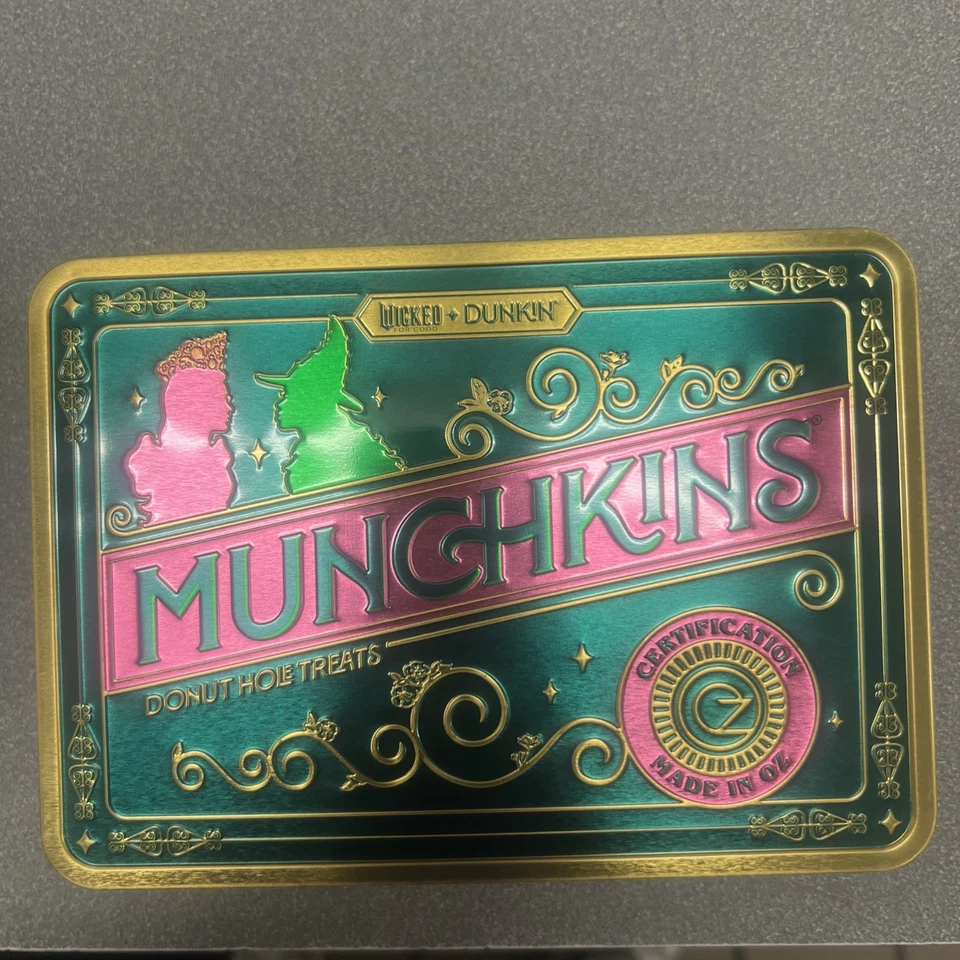 WICKED + DUNKIN'
FOR GOOD
MUNCHKINS®
DONUT HOLE TREATS
CERTIFICATION
OZ
MADE IN OZ